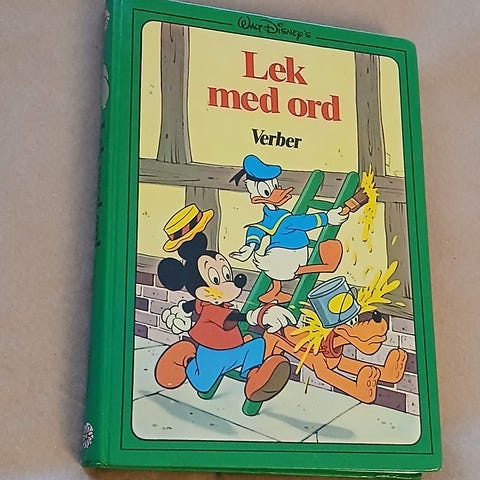 Walt Disney's
Lek
med ord
Verber